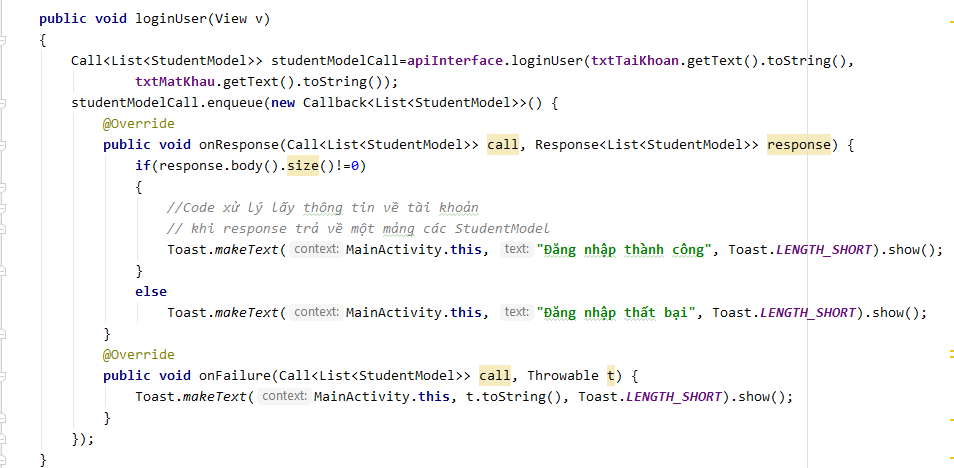 public void loginUser(View v)
{
Call<List<StudentModel>> studentModelCall=apiInterface.loginUser(txtTaiKhoan.getText().toString(),
txtMatKhau.getText().toString());
studentModelCall.enqueue(new Callback<List<StudentModel>>() {
@Override
public void onResponse(Call<List<StudentModel>> call, Response<List<StudentModel>> response) {
if(response.body().size()!=0)
{
//Code xử lý lấy thông tin về tài khoản
// khi response trả về một mảng các StudentModel
Toast.makeText( context: MainActivity.this, text: "Đăng nhập thành công", Toast.LENGTH_SHORT).show();
}
else
Toast.makeText( context: MainActivity.this, text: "Đăng nhập thất bại", Toast.LENGTH_SHORT).show();
}
@Override
public void onFailure(Call<List<StudentModel>> call, Throwable t) {
Toast.makeText( context: MainActivity.this, t.toString(), Toast.LENGTH_SHORT).show();
}
});
}